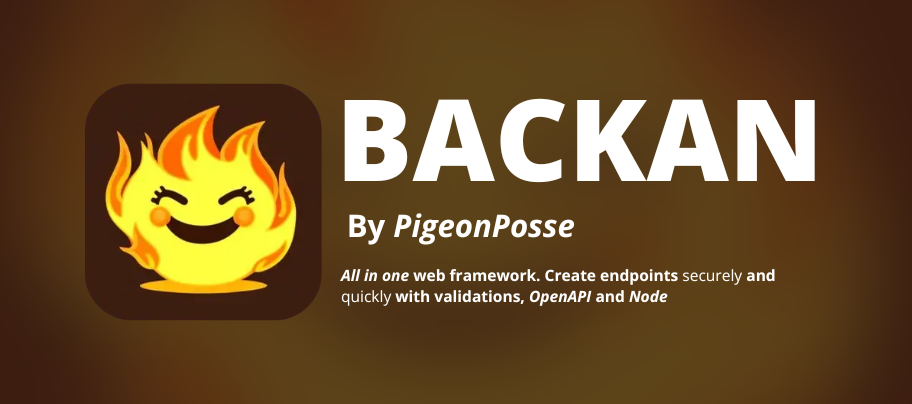 BACKAN
By PigeonPosse
All in one web framework. Create endpoints securely and
quickly with validations, OpenAPI and Node